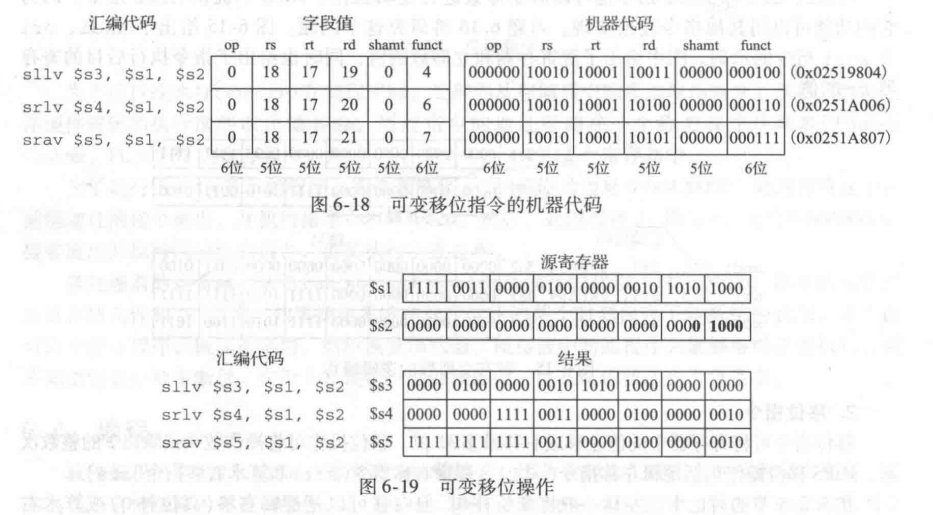 汇编代码 字段值 机器代码
op rs rt rd shamt funct op rs rt rd shamt funct
sllv $s3, $s1, $s2 0 18 17 19 0 4 000000 10010 10001 10011 00000 000100 (0x02519804)
srlv $s4, $s1, $s2 0 18 17 20 0 6 000000 10010 10001 10100 00000 000110 (0x0251A006)
srav $s5, $s1, $s2 0 18 17 21 0 7 000000 10010 10001 10101 00000 000111 (0x0251A807)
6位 5位 5位 5位 5位 6位 6位 5位 5位 5位 5位 6位
图 6-18 可变移位指令的机器代码
源寄存器
$s1 1111 0011 0000 0100 0000 0010 1010 1000
$s2 0000 0000 0000 0000 0000 0000 0000 1000
汇编代码 结果
sllv $s3, $s1, $s2 $s3 0000 0100 0000 0010 1010 1000 0000 0000
srlv $s4, $s1, $s2 $s4 0000 0000 1111 0011 0000 0100 0000 0010
srav $s5, $s1, $s2 $s5 1111 1111 1111 0011 0000 0100 0000 0010
图 6-19 可变移位操作